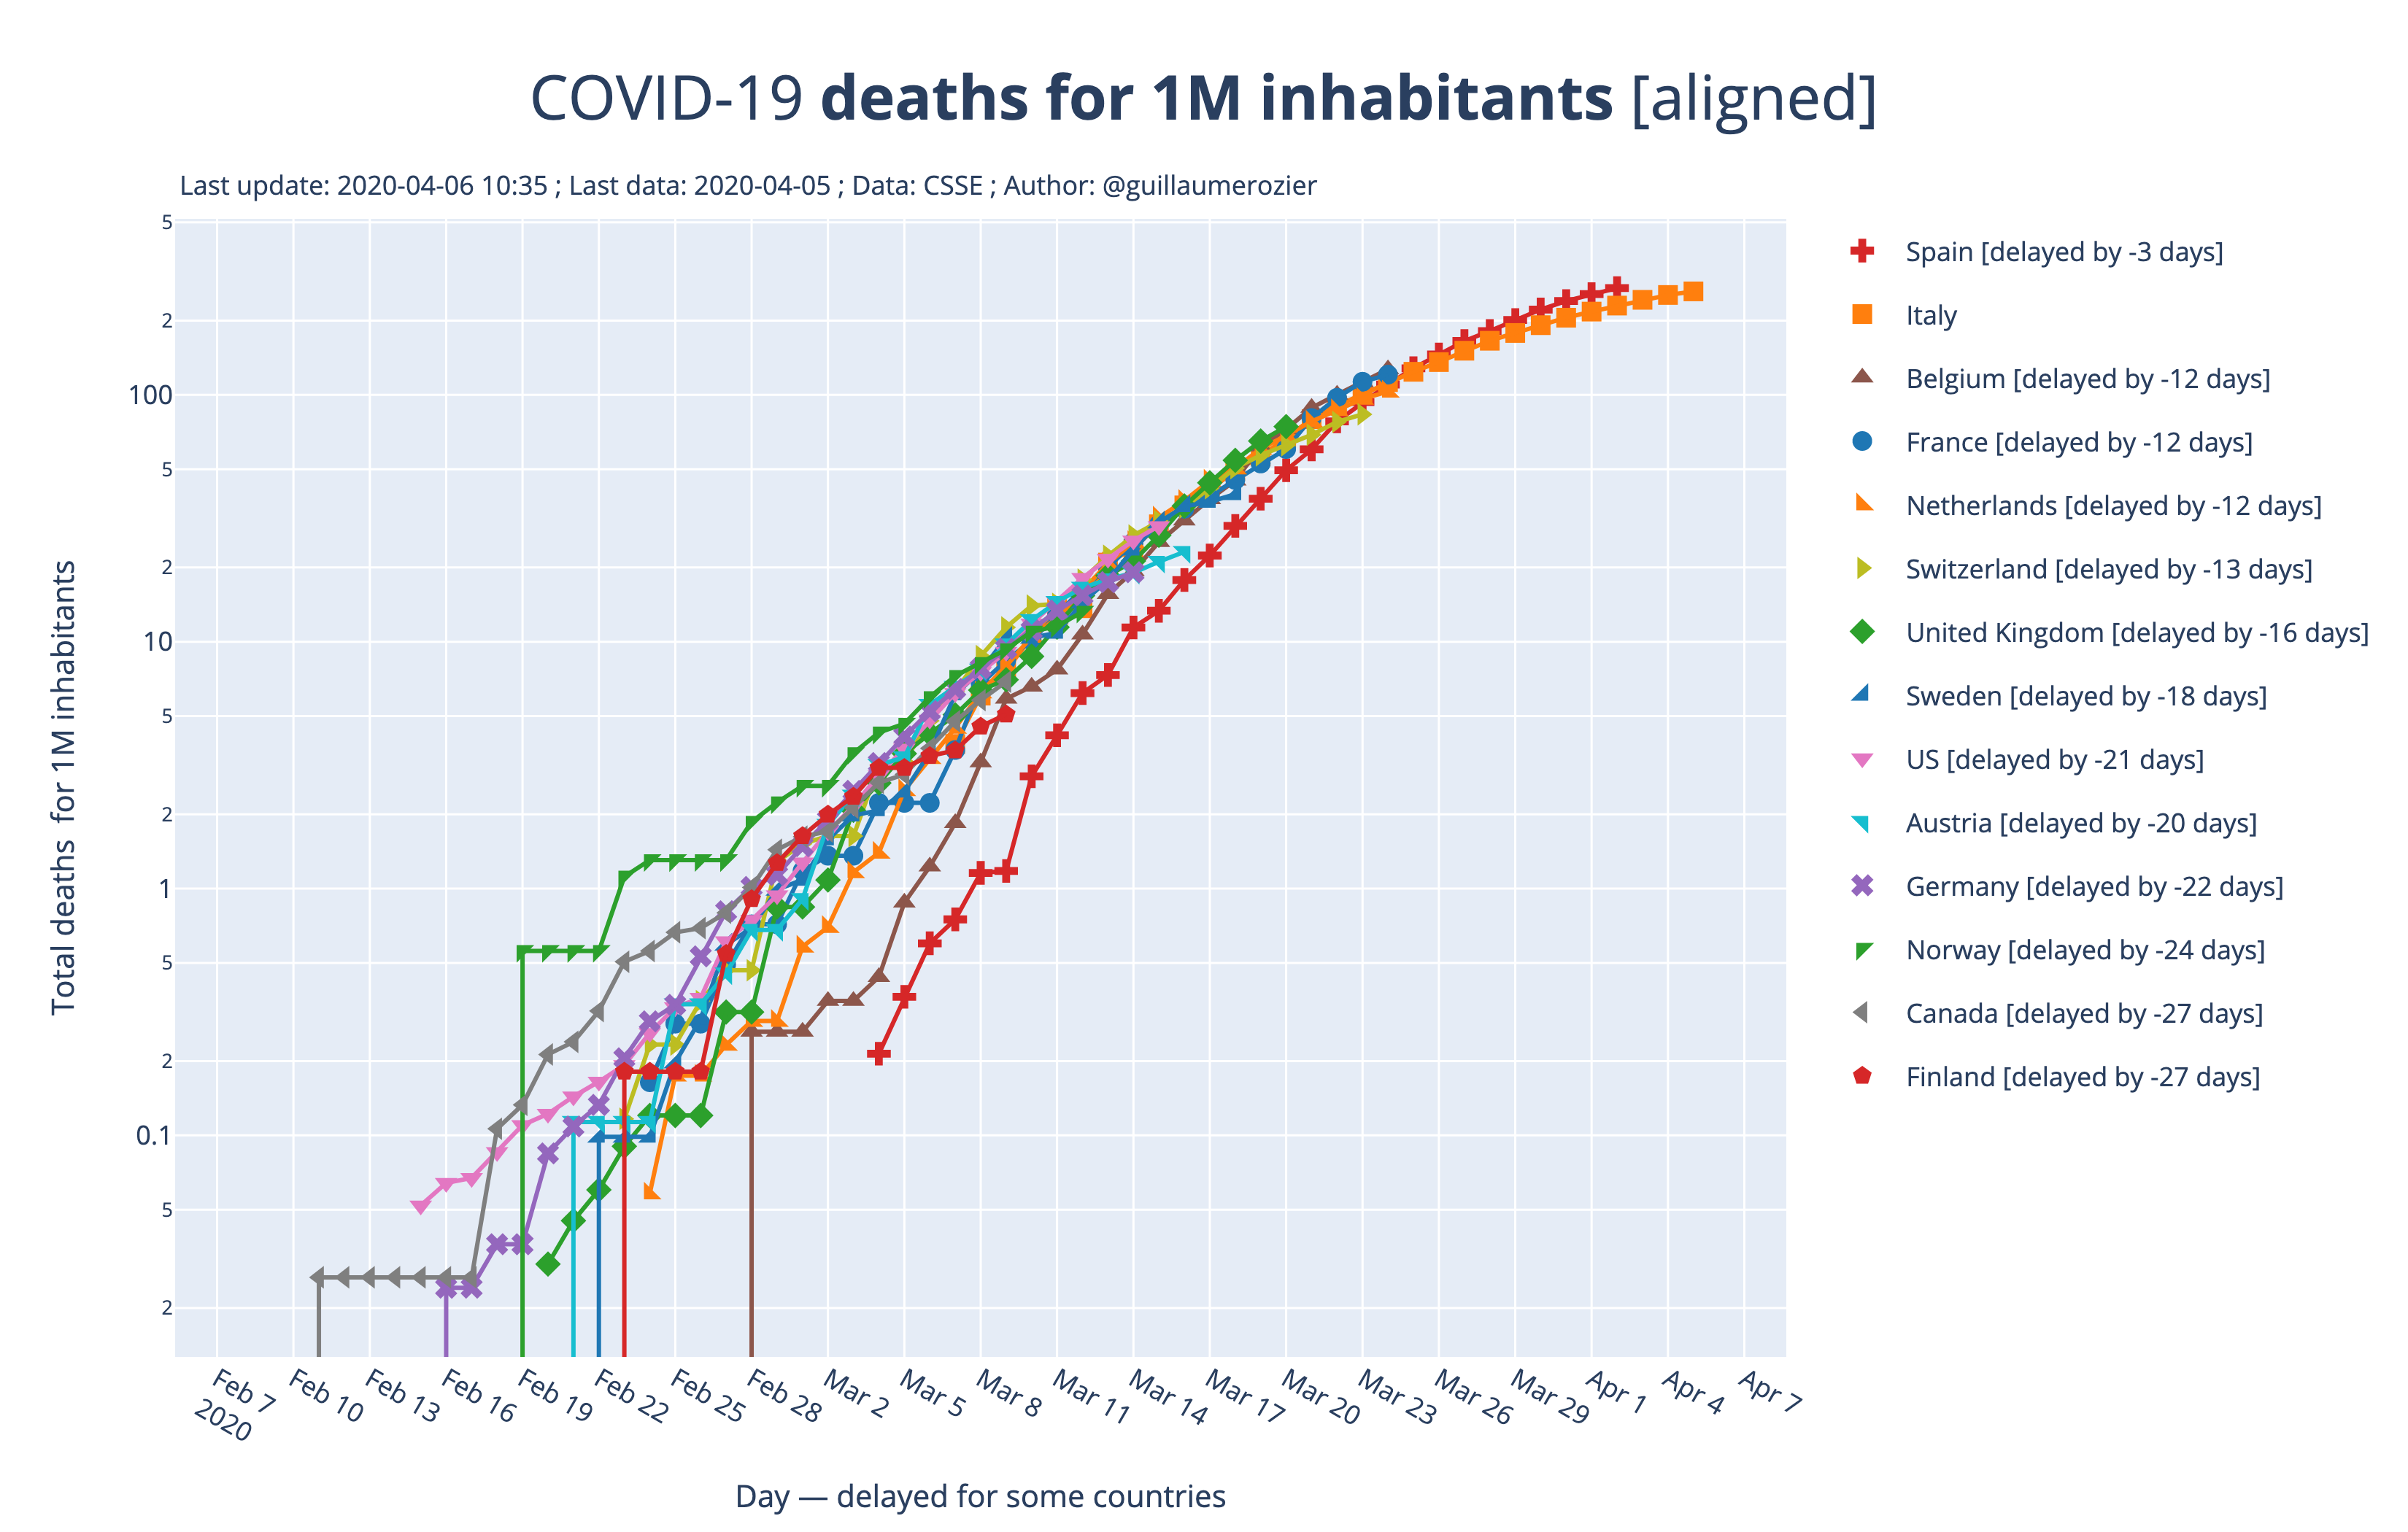 COVID-19 deaths for 1M inhabitants [aligned]
Last update: 2020-04-06 10:35 ; Last data: 2020-04-05 ; Data: CSSE ; Author: @guillaumerozier
Total deaths for 1M inhabitants
5
2
100
5
2
10
5
2
1
5
2
0.1
5
2
Feb 7
2020
Feb 10
Feb 13
Feb 16
Feb 19
Feb 22
Feb 25
Feb 28
Mar 2
Mar 5
Mar 8
Mar 11
Mar 14
Mar 17
Mar 20
Mar 23
Mar 26
Mar 29
Apr 1
Apr 4
Apr 7
Day — delayed for some countries
Spain [delayed by -3 days]
Italy
Belgium [delayed by -12 days]
France [delayed by -12 days]
Netherlands [delayed by -12 days]
Switzerland [delayed by -13 days]
United Kingdom [delayed by -16 days]
Sweden [delayed by -18 days]
US [delayed by -21 days]
Austria [delayed by -20 days]
Germany [delayed by -22 days]
Norway [delayed by -24 days]
Canada [delayed by -27 days]
Finland [delayed by -27 days]